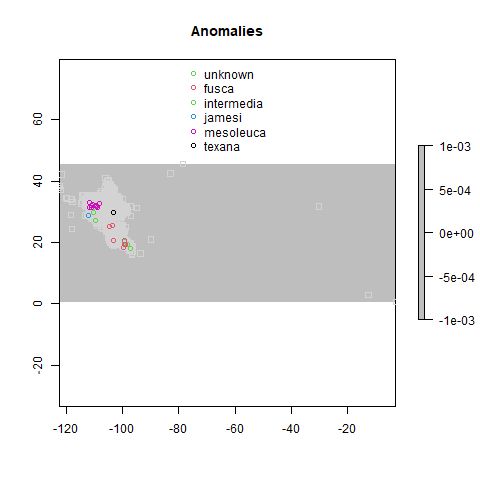 Anomalies
unknown
fusca
intermedia
jamesi
mesoleuca
texana
60
40
20
0
-20
-120
-100
-80
-60
-40
-20
1e-03
5e-04
0e+00
-5e-04
-1e-03